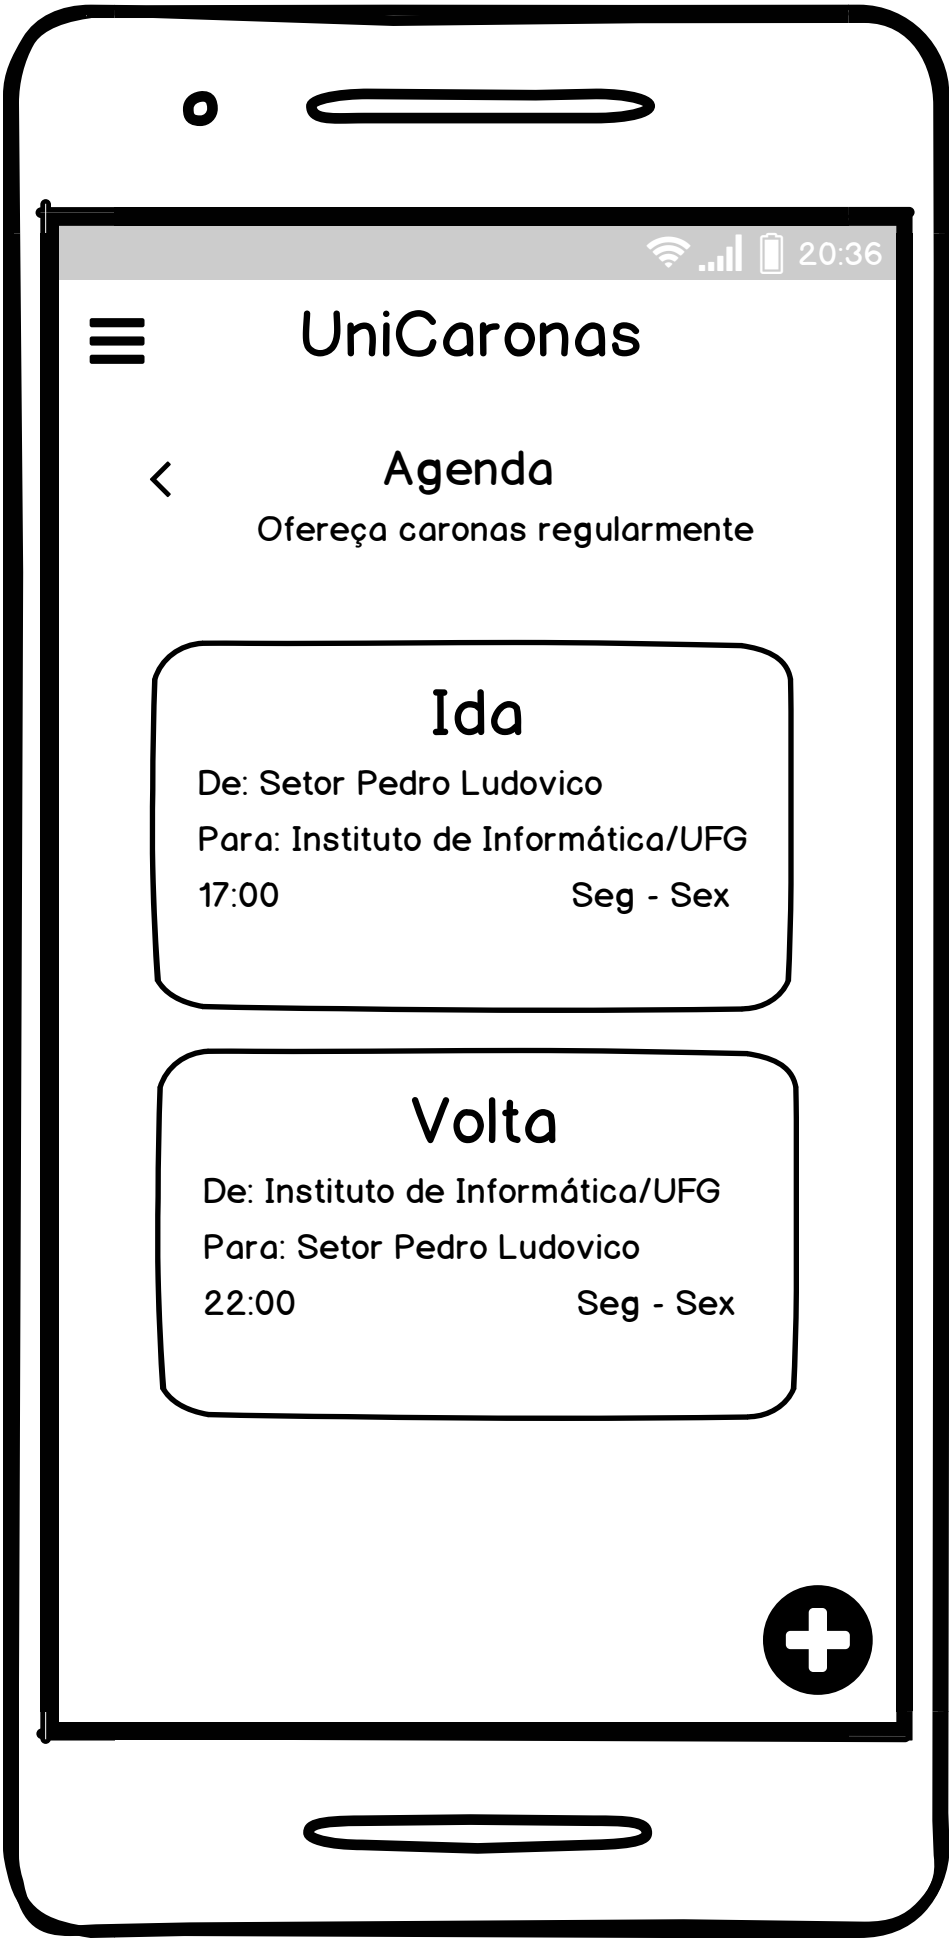 20:36
UniCaronas
Agenda
Ofereça caronas regularmente
Ida
De: Setor Pedro Ludovico
Para: Instituto de Informática/UFG
17:00 Seg - Sex
Volta
De: Instituto de Informática/UFG
Para: Setor Pedro Ludovico
22:00 Seg - Sex